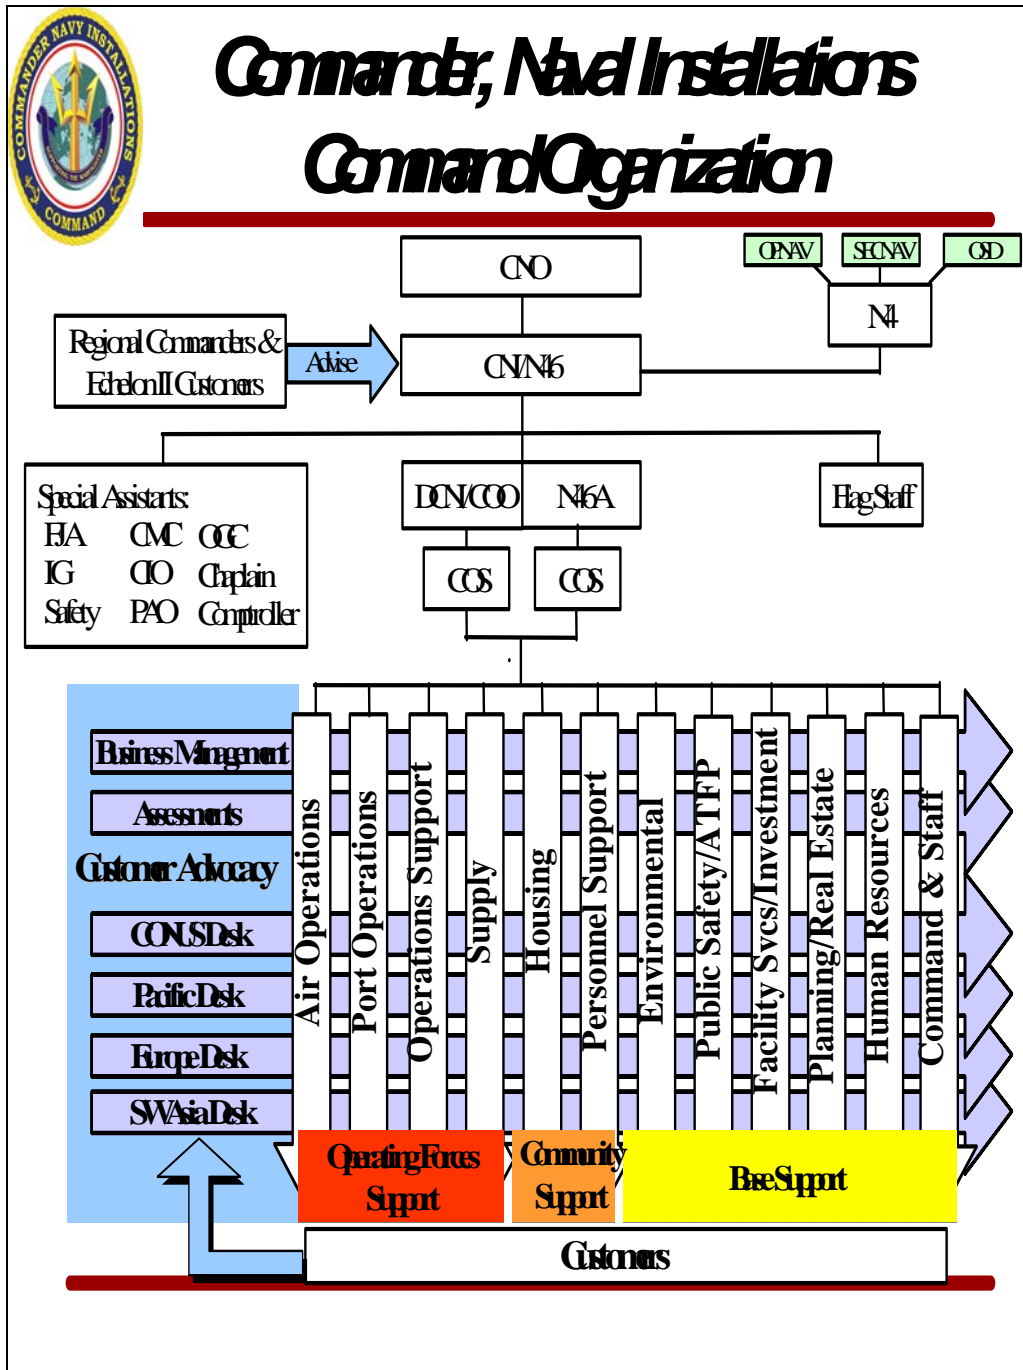 COMMANDER NAVY INSTALLATIONS
COMMAND
Commander, Naval Installations
Command Organization
CNO
OPNAV
SECNAV
OSD
N4
Regional Commanders &
Echelon II Customers
Advise
CNI/N46
Special Assistants:
FJA CMC OGC
IG CIO Chaplain
Safety PAO Comptroller
DCNI/COO
N46A
Flag Staff
COS
COS
Business Management
Assessments
Customer Advocacy
CONUS Desk
Pacific Desk
Europe Desk
SW Asia Desk
Air Operations
Port Operations
Operations Support
Supply
Housing
Personnel Support
Environmental
Public Safety/ATFP
Facility Svcs/Investment
Planning/Real Estate
Human Resources
Command & Staff
Operating Forces
Support
Community
Support
Base Support
Customers